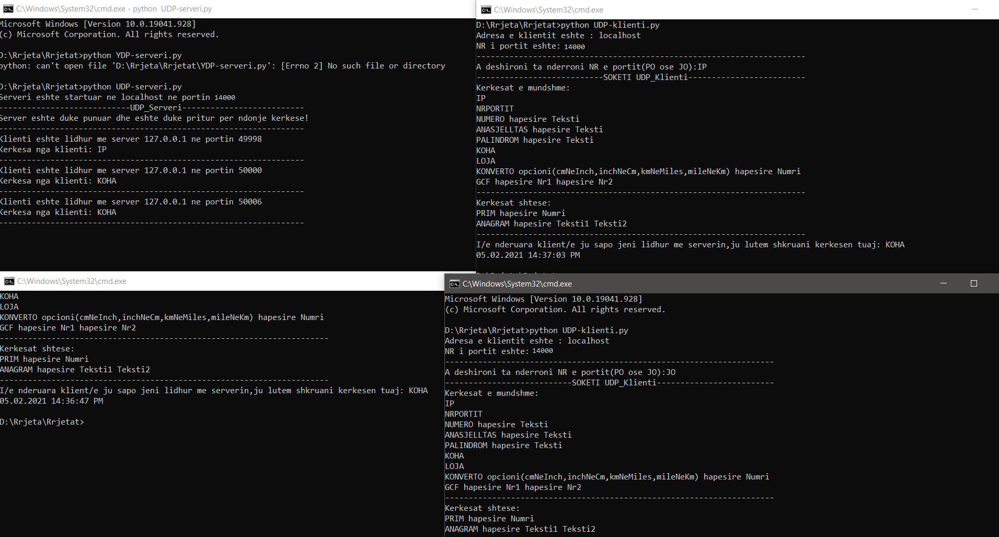 C:\Windows\System32\cmd.exe - python  UDP-serveri.py
Microsoft Windows [Version 10.0.19041.928]
(c) Microsoft Corporation. All rights reserved.
D:\Rrjeta\Rrjetat>python YDP-serveri.py
python: can't open file 'D:\Rrjeta\Rrjetat\YDP-serveri.py': [Errno 2] No such file or directory
D:\Rrjeta\Rrjetat>python UDP-serveri.py
Serveri eshte startuar ne localhost ne portin 14000
----------------------------UDP_Serveri--------------------------
Server eshte duke punuar dhe eshte duke pritur per ndonje kerkese!
-----------------------------------------------------------------
Klienti eshte lidhur me server 127.0.0.1 ne portin 49998
Kerkesa nga klienti: IP
-----------------------------------------------------------------
Klienti eshte lidhur me server 127.0.0.1 ne portin 50000
Kerkesa nga klienti: KOHA
-----------------------------------------------------------------
Klienti eshte lidhur me server 127.0.0.1 ne portin 50006
Kerkesa nga klienti: KOHA
-----------------------------------------------------------------
C:\Windows\System32\cmd.exe
D:\Rrjeta\Rrjetat>python UDP-klienti.py
Adresa e klientit eshte : localhost
NR i portit eshte: 14000
----------------------------------------------------------------------
A deshironi ta nderroni NR e portit(PO ose JO):IP
---------------------------SOKETI UDP_Klienti-------------------------
Kerkesat e mundshme:
IP
NRPORTIT
NUMERO hapesire Teksti
ANASJELLTAS hapesire Teksti
PALINDROM hapesire Teksti
KOHA
LOJA
KONVERTO opcioni(cmNeInch,inchNeCm,kmNeMiles,mileNeKm) hapesire Numri
GCF hapesire Nr1 hapesire Nr2
----------------------------------------------------------------------
Kerkesat shtese:
PRIM hapesire Numri
ANAGRAM hapesire Teksti1 Teksti2
----------------------------------------------------------------------
I/e nderuara klient/e ju sapo jeni lidhur me serverin,ju lutem shkruani kerkesen tuaj: KOHA
05.02.2021 14:37:03 PM
C:\Windows\System32\cmd.exe
KOHA
LOJA
KONVERTO opcioni(cmNeInch,inchNeCm,kmNeMiles,mileNeKm) hapesire Numri
GCF hapesire Nr1 hapesire Nr2
----------------------------------------------------------------------
Kerkesat shtese:
PRIM hapesire Numri
ANAGRAM hapesire Teksti1 Teksti2
----------------------------------------------------------------------
I/e nderuara klient/e ju sapo jeni lidhur me serverin,ju lutem shkruani kerkesen tuaj: KOHA
05.02.2021 14:36:47 PM
D:\Rrjeta\Rrjetat>
C:\Windows\System32\cmd.exe
Microsoft Windows [Version 10.0.19041.928]
(c) Microsoft Corporation. All rights reserved.
D:\Rrjeta\Rrjetat>python UDP-klienti.py
Adresa e klientit eshte : localhost
NR i portit eshte: 14000
----------------------------------------------------------------------
A deshironi ta nderroni NR e portit(PO ose JO):JO
---------------------------SOKETI UDP_Klienti-------------------------
Kerkesat e mundshme:
IP
NRPORTIT
NUMERO hapesire Teksti
ANASJELLTAS hapesire Teksti
PALINDROM hapesire Teksti
KOHA
LOJA
KONVERTO opcioni(cmNeInch,inchNeCm,kmNeMiles,mileNeKm) hapesire Numri
GCF hapesire Nr1 hapesire Nr2
----------------------------------------------------------------------
Kerkesat shtese:
PRIM hapesire Numri
ANAGRAM hapesire Teksti1 Teksti2